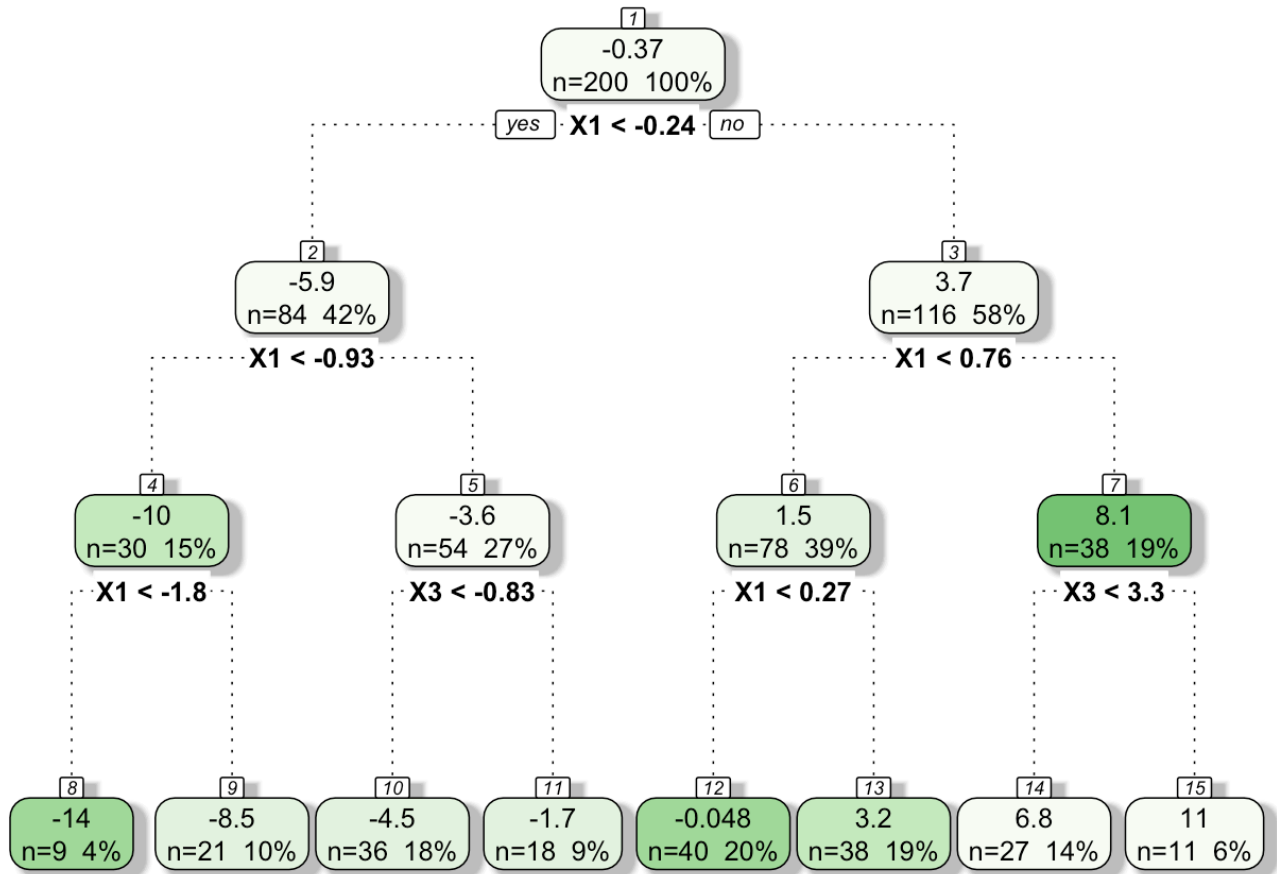 1
-0.37
n=200 100%
yes X1 < -0.24 no
2
-5.9
n=84 42%
X1 < -0.93
3
3.7
n=116 58%
X1 < 0.76
4
-10
n=30 15%
X1 < -1.8
5
-3.6
n=54 27%
X3 < -0.83
6
1.5
n=78 39%
X1 < 0.27
7
8.1
n=38 19%
X3 < 3.3
8
-14
n=9 4%
9
-8.5
n=21 10%
10
-4.5
n=36 18%
11
-1.7
n=18 9%
12
-0.048
n=40 20%
13
3.2
n=38 19%
14
6.8
n=27 14%
15
11
n=11 6%